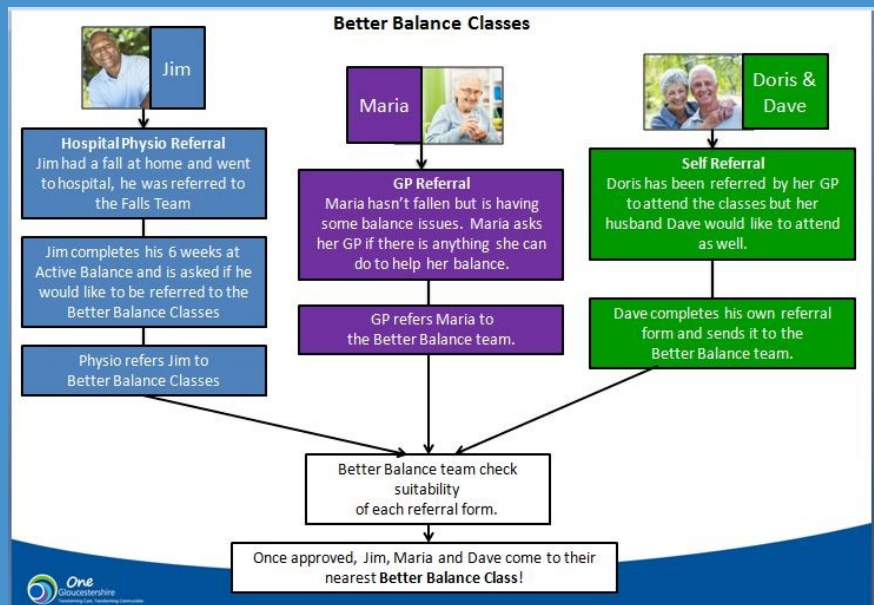 Better Balance Classes
Jim
Hospital Physio Referral
Jim had a fall at home and went
to hospital, he was referred to
the Falls Team
Jim completes his 6 weeks at
Active Balance and is asked if he
would like to be referred to the
Better Balance Classes
Physio refers Jim to
Better Balance Classes
Maria
GP Referral
Maria hasn't fallen but is having
some balance issues. Maria asks
her GP if there is anything she can
do to help her balance.
GP refers Maria to
the Better Balance team.
Doris &
Dave
Self Referral
Doris has been referred by her GP
to attend the classes but her
husband Dave would like to attend
as well.
Dave completes his own referral
form and sends it to the
Better Balance team.
Better Balance team check
suitability
of each referral form.
Once approved, Jim, Maria and Dave come to their
nearest Better Balance Class!
One
Gloucestershire
Transforming Care, Transforming Communities